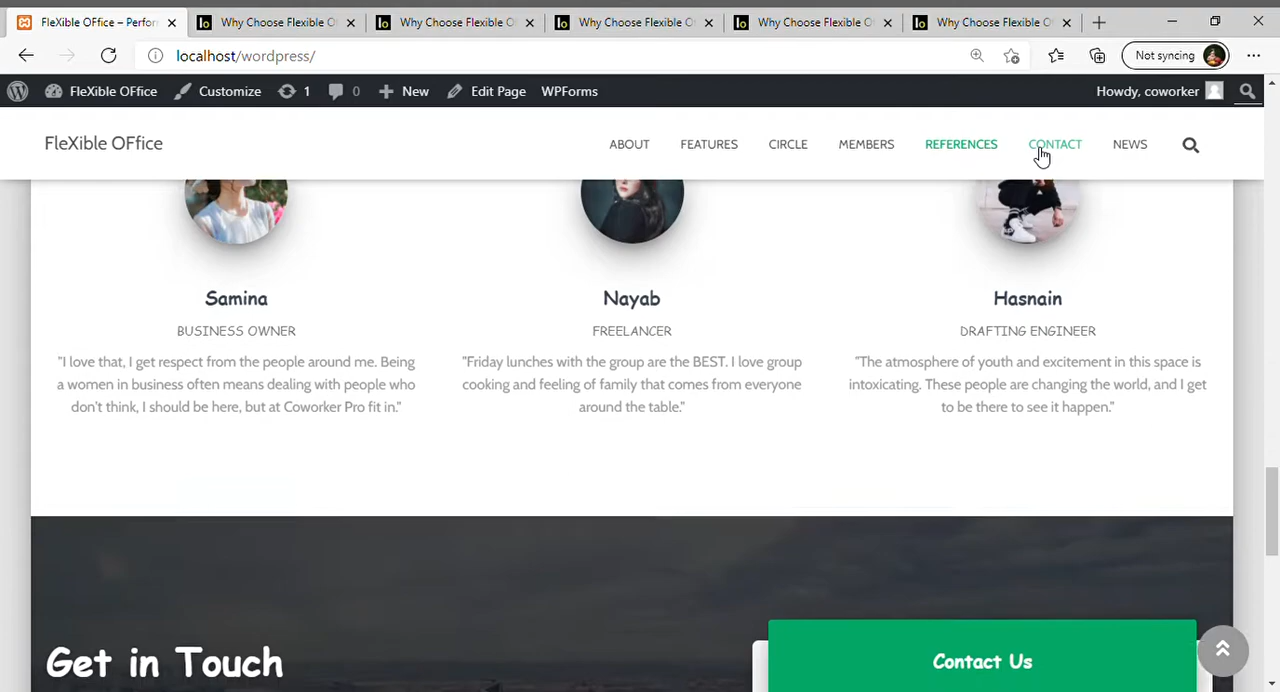 FleXible OFfice – Perforr
Why Choose Flexible O
Why Choose Flexible O
Why Choose Flexible O
Why Choose Flexible O
Why Choose Flexible O
localhost/wordpress/
Not syncing
FleXible OFfice
Customize
1
0
New
Edit Page
WPForms
Howdy, coworker
FleXible OFfice
ABOUT
FEATURES
CIRCLE
MEMBERS
REFERENCES
CONTACT
NEWS
Samina
Nayab
Hasnain
BUSINESS OWNER
FREELANCER
DRAFTING ENGINEER
"I love that, I get respect from the people around me. Being
a women in business often means dealing with people who
don't think, I should be here, but at Coworker Pro fit in."
"Friday lunches with the group are the BEST. I love group
cooking and feeling of family that comes from everyone
around the table."
"The atmosphere of youth and excitement in this space is
intoxicating. These people are changing the world, and I get
to be there to see it happen."
Get in Touch
Contact Us